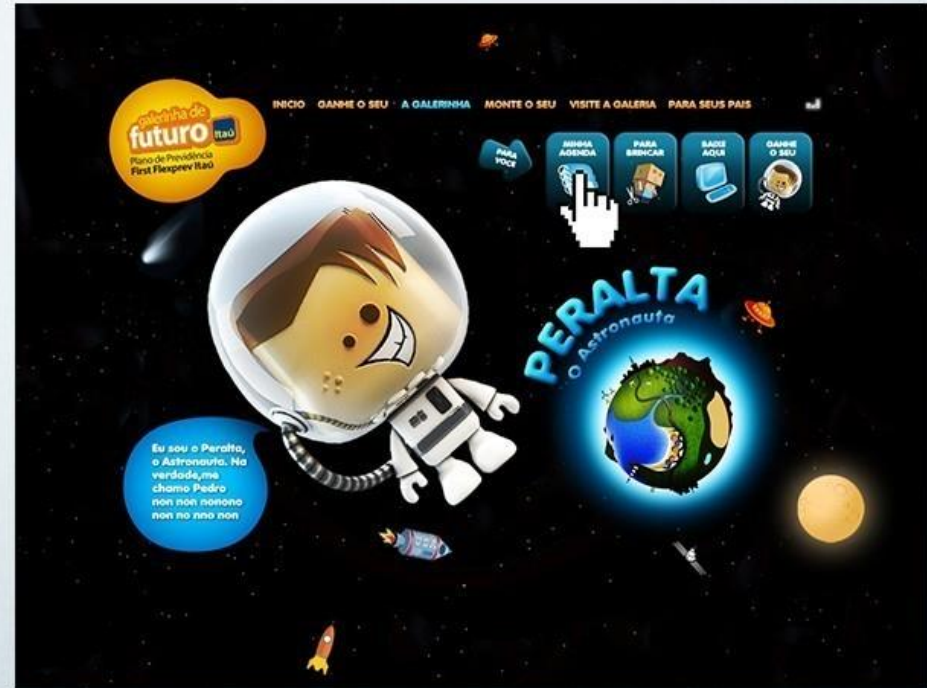 galerinha de
futuro Itaú
Plano de Previdência
First Flexprev Itaú
INICIO GANHE O SEU A GALERINHA MONTE O SEU VISITE A GALERIA PARA SEUS PAIS
PARA
VOCE
MINHA
AGENDA
PARA
BRINCAR
BAIXE
AQUI
GANHE
O SEU
PERALTA
O Astronauta
Eu sou o Peralta,
o Astronauta. Na
verdade,me
chamo Pedro
non non nonono
non no nno non